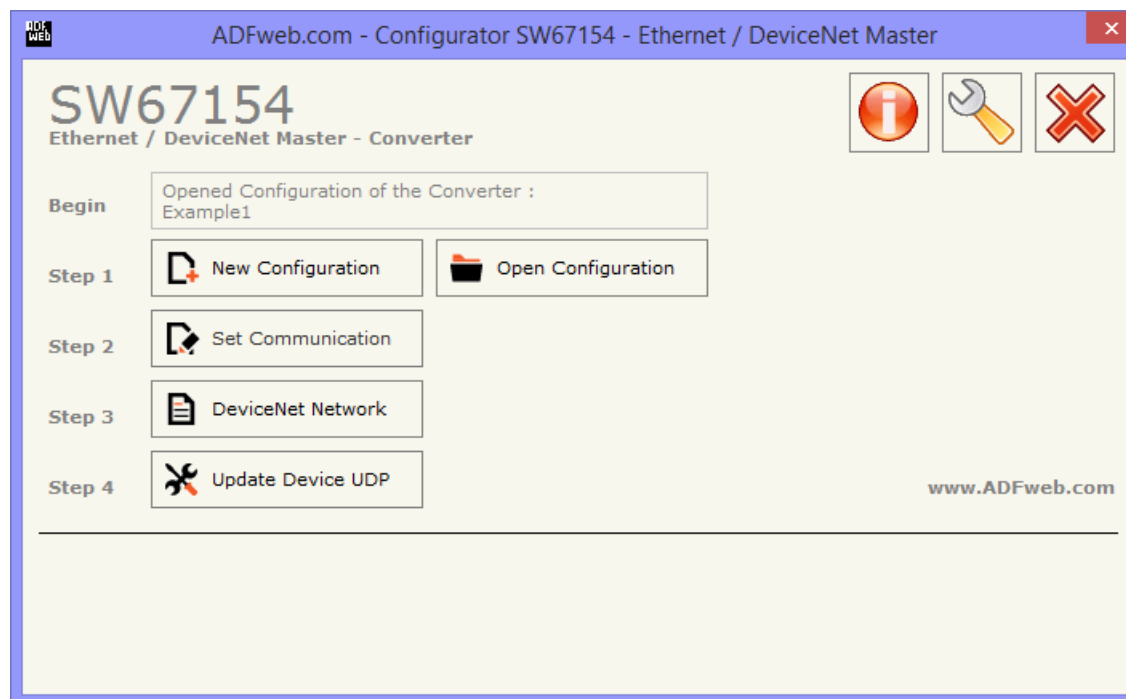 ADF
WEB
ADFweb.com - Configurator SW67154 - Ethernet / DeviceNet Master
SW67154
Ethernet / DeviceNet Master - Converter
Begin
Opened Configuration of the Converter :
Example1
Step 1
New Configuration
Open Configuration
Step 2
Set Communication
Step 3
DeviceNet Network
Step 4
Update Device UDP
www.ADFweb.com